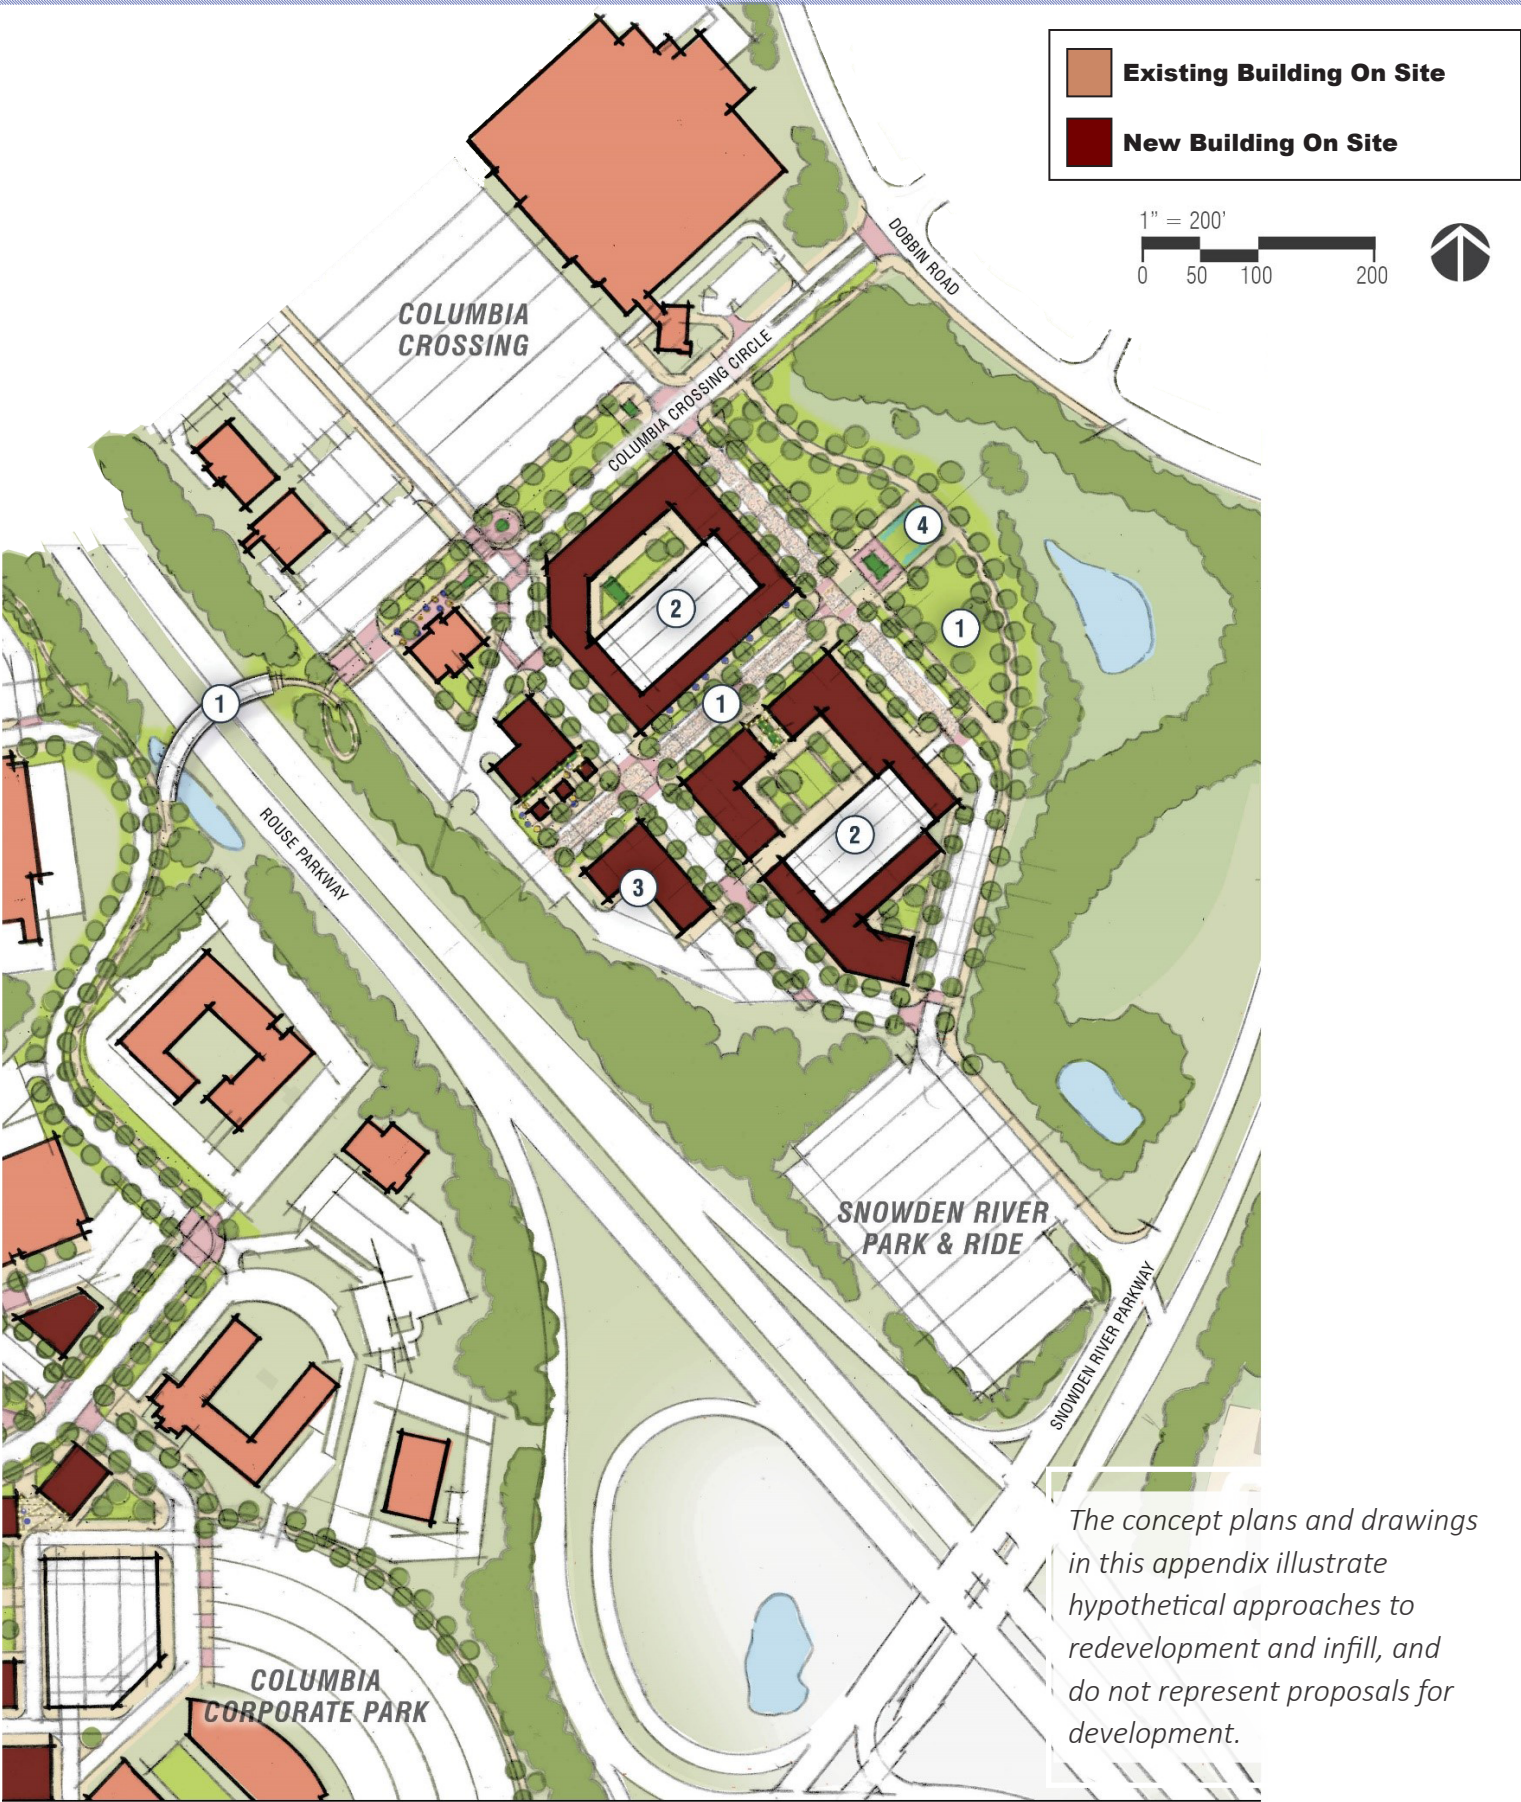 Existing Building On Site
New Building On Site
1” = 200’
0 50 100 200
DOBBIN ROAD
COLUMBIA
CROSSING
COLUMBIA CROSSING CIRCLE
4
2
1
1
1
2
3
ROUSE PARKWAY
SNOWDEN RIVER
PARK & RIDE
SNOWDEN RIVER PARKWAY
The concept plans and drawings
in this appendix illustrate
hypothetical approaches to
redevelopment and infill, and
do not represent proposals for
development.
COLUMBIA
CORPORATE PARK